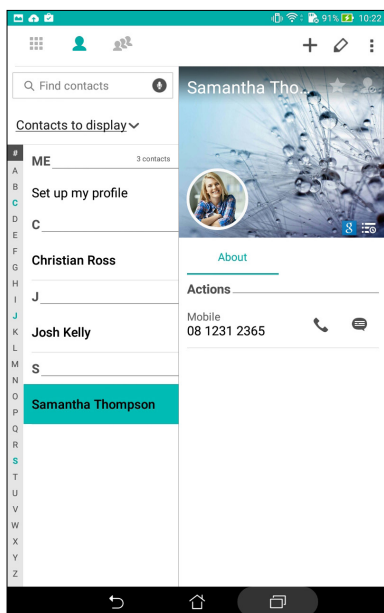 91% 10:22
Find contacts
Samantha Tho...
Contacts to display
ME 3 contacts
Set up my profile
C
Christian Ross
J
Josh Kelly
S
Samantha Thompson
#
A
B
C
D
E
F
G
H
I
J
K
L
M
N
O
P
Q
R
S
T
U
V
W
X
Y
Z
8
About
Actions
Mobile
08 1231 2365